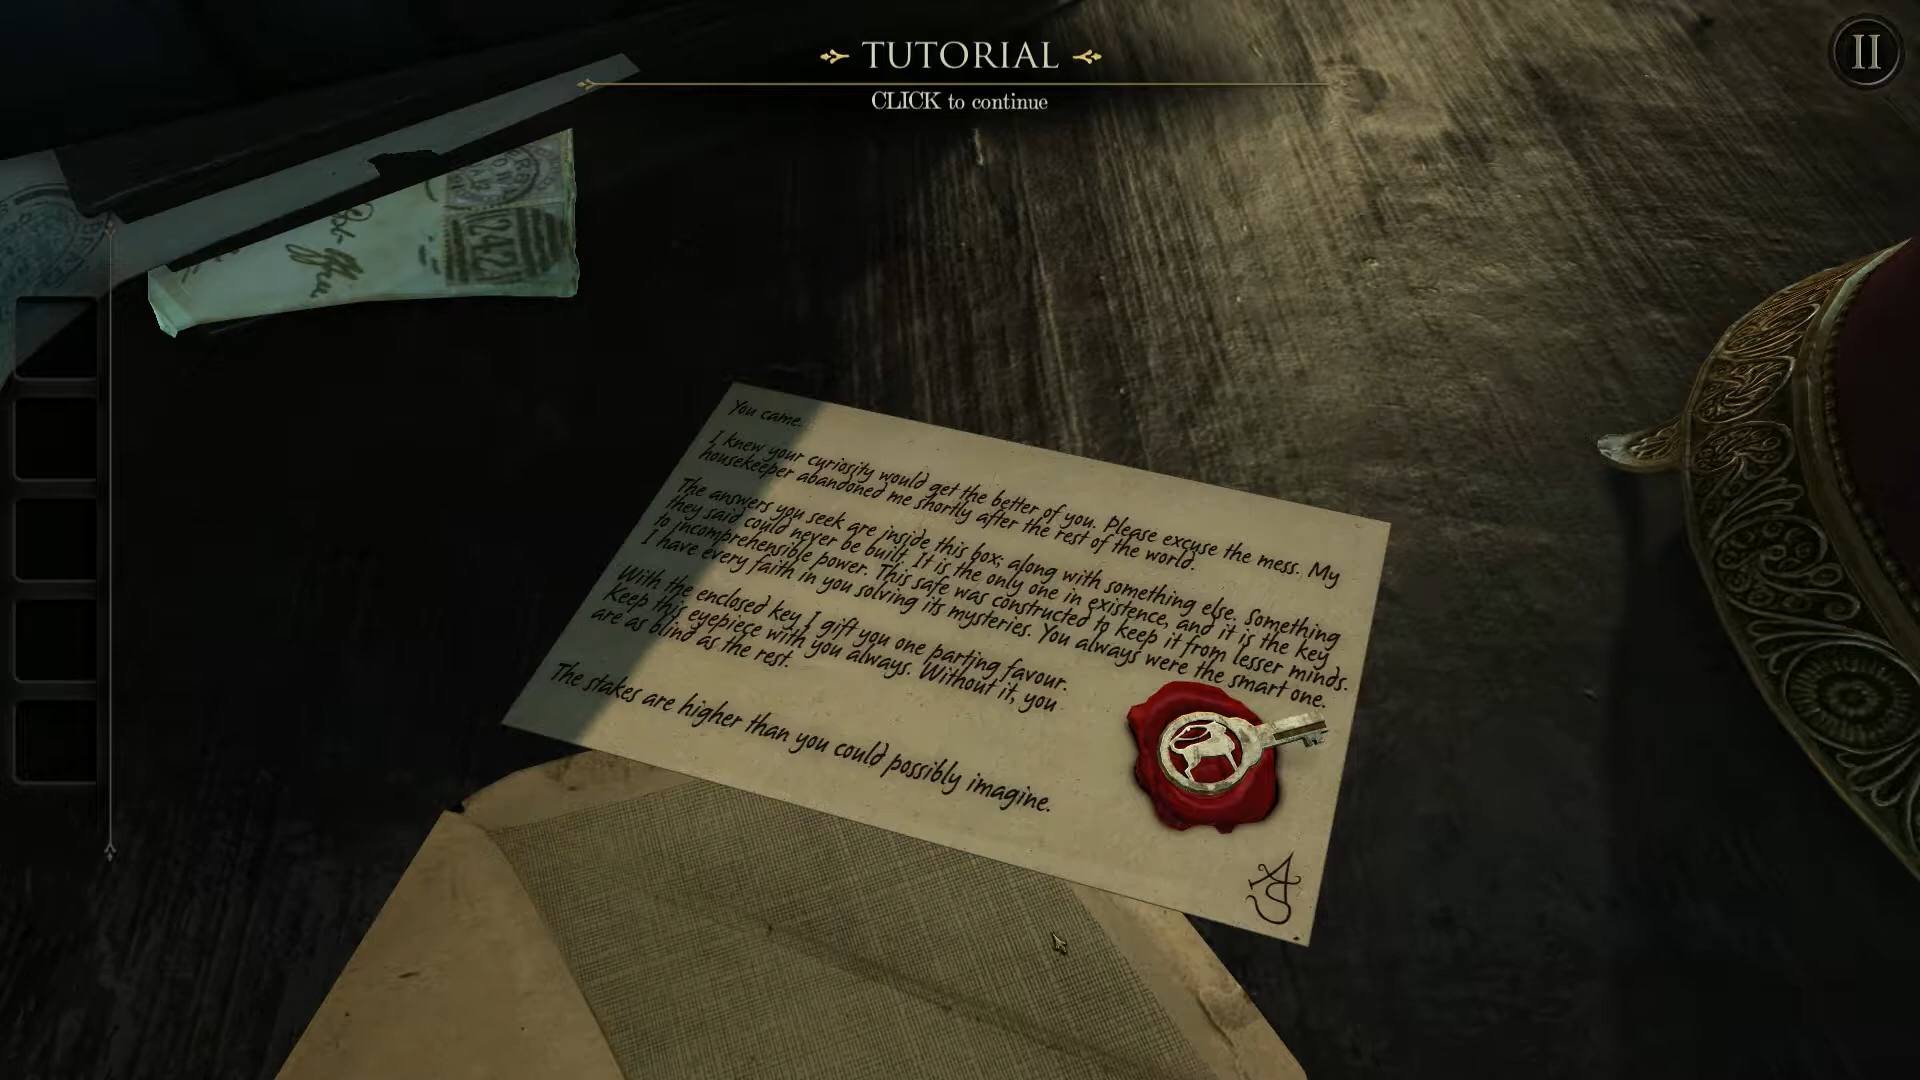 TUTORIAL
CLICK to continue
1242
You came.
I knew your curiosity would get the better of you. Please excuse the mess. My
housekeeper abandoned me shortly after the rest of the world.
The answers you seek are inside this box; along with something else. Something
they said could never be built. It is the only one in existence, and it is the key
to incomprehensible power. This safe was constructed to keep it from lesser minds.
I have every faith in you solving its mysteries. You always were the smart one.
With the enclosed key I gift you one parting favour.
Keep this eyepiece with you always. Without it, you
are as blind as the rest.
The stakes are higher than you could possibly imagine.
AS